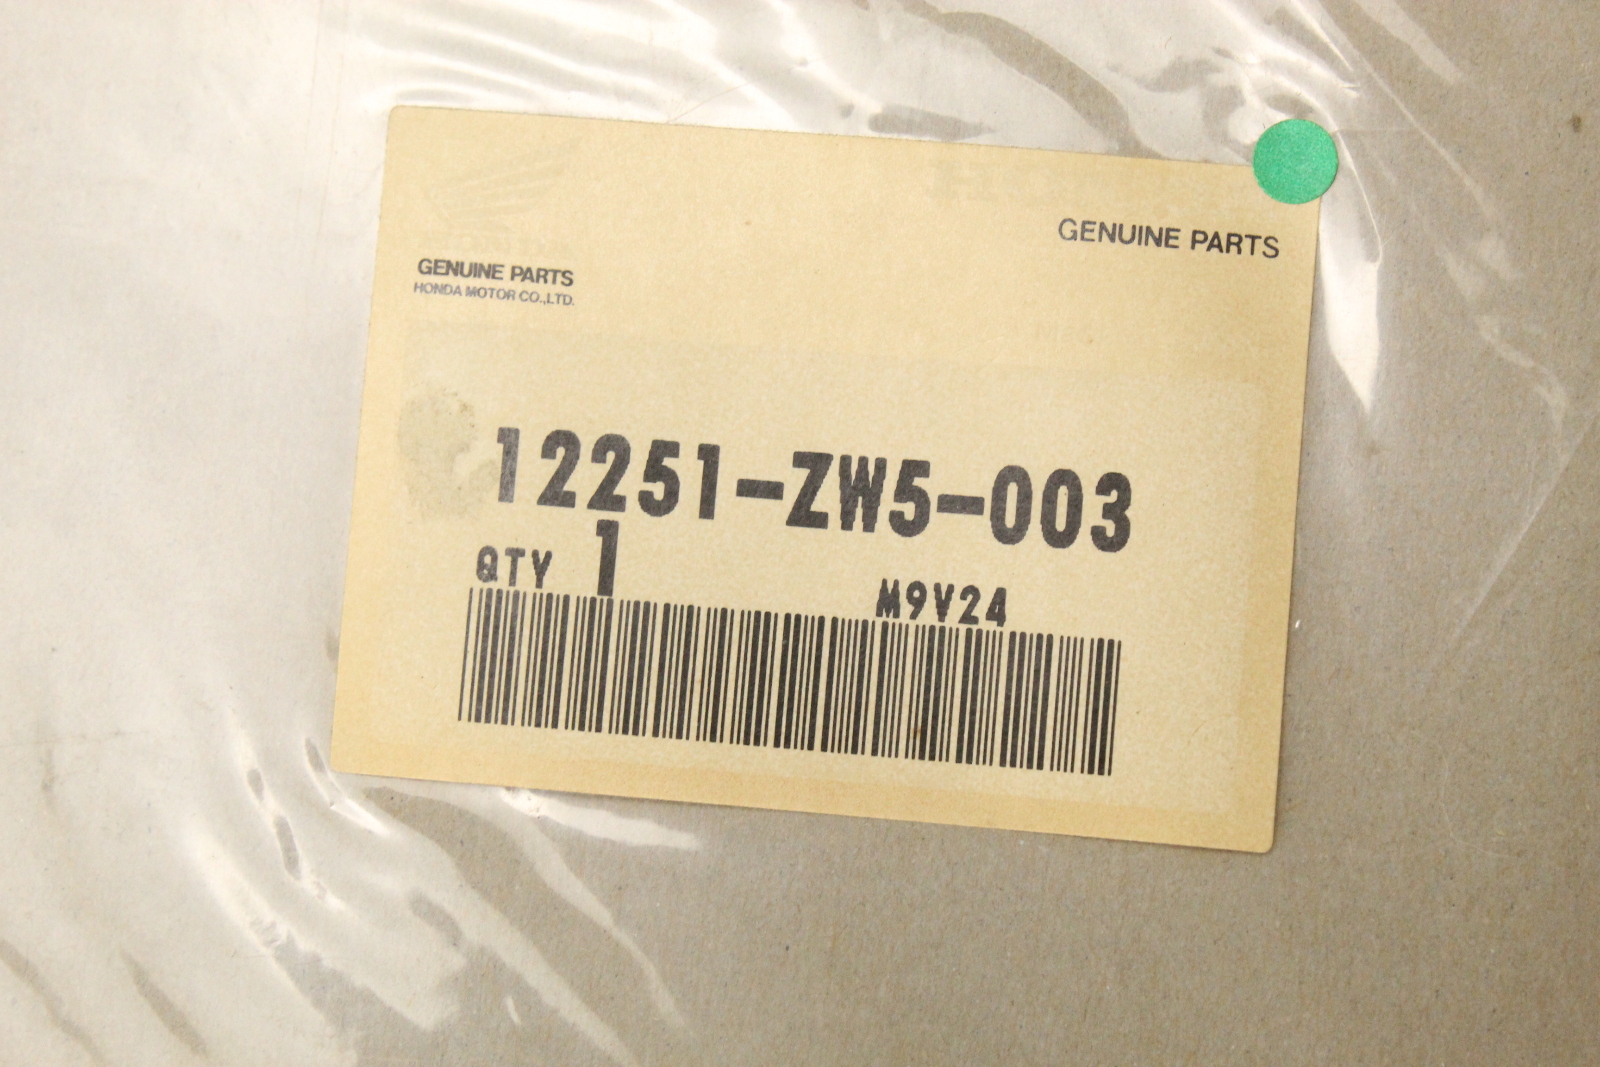 GENUINE PARTS
GENUINE PARTS
HONDA MOTOR CO.,LTD.
12251-ZW5-003
QTY 1
M9V24